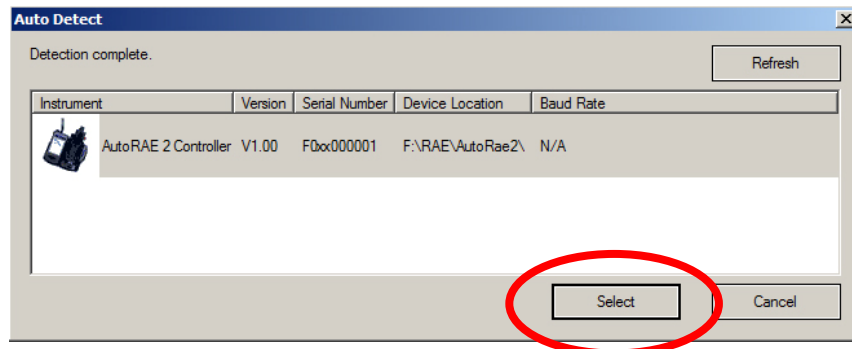 Auto Detect
Detection complete.
Refresh
Instrument Version Serial Number Device Location Baud Rate
AutoRAE 2 Controller V1.00 F0xx000001 F:\RAE\AutoRae2\ N/A
Select Cancel